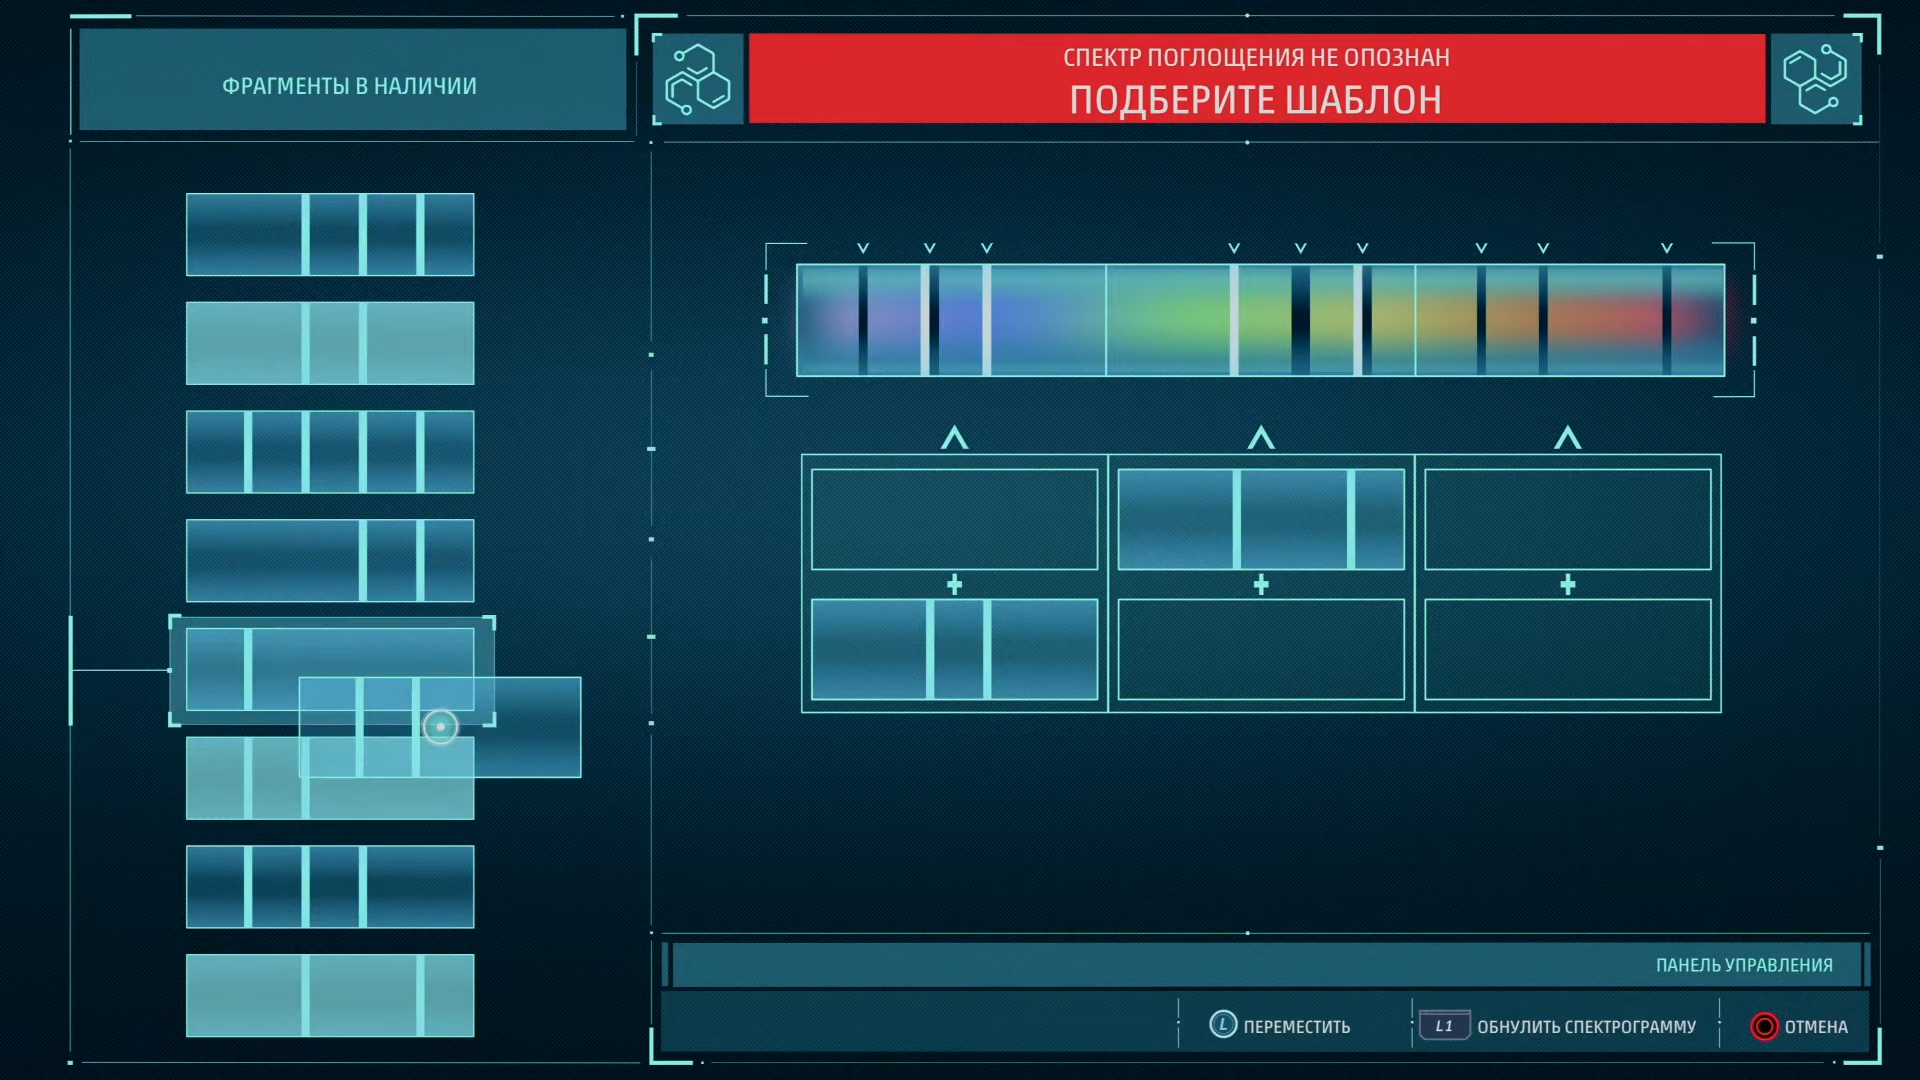 ФРАГМЕНТЫ В НАЛИЧИИ
СПЕКТР ПОГЛОЩЕНИЯ НЕ ОПОЗНАН
ПОДБЕРИТЕ ШАБЛОН
ПАНЕЛЬ УПРАВЛЕНИЯ
L ПЕРЕМЕСТИТЬ
L1 ОБНУЛИТЬ СПЕКТРОГРАММУ
ОТМЕНА